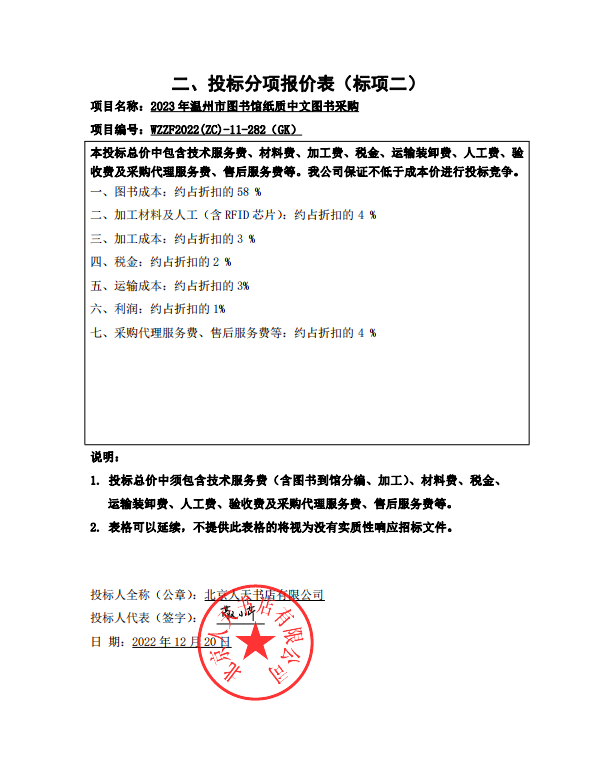 二、投标分项报价表（标项二）
项目名称：2023年温州市图书馆纸质中文图书采购
项目编号：WZZF2022(ZC)-11-282（GK）
本投标总价中包含技术服务费、材料费、加工费、税金、运输装卸费、人工费、验
收费及采购代理服务费、售后服务费等。我公司保证不低于成本价进行投标竞争。
一、图书成本：约占折扣的 58 %
二、加工材料及人工（含 RFID 芯片）：约占折扣的 4 %
三、加工成本：约占折扣的 3 %
四、税金：约占折扣的 2 %
五、运输成本：约占折扣的 3%
六、利润：约占折扣的 1%
七、采购代理服务费、售后服务费等：约占折扣的 4 %
说明：
1. 投标总价中须包含技术服务费（含图书到馆分编、加工）、材料费、税金、
运输装卸费、人工费、验收费及采购代理服务费、售后服务费等。
2. 表格可以延续，不提供此表格的将视为没有实质性响应招标文件。
投标人全称（公章）：北京人天书店有限公司
投标人代表（签字）：
日 期：2022 年 12 月 20 日
北京人天书店有限公司